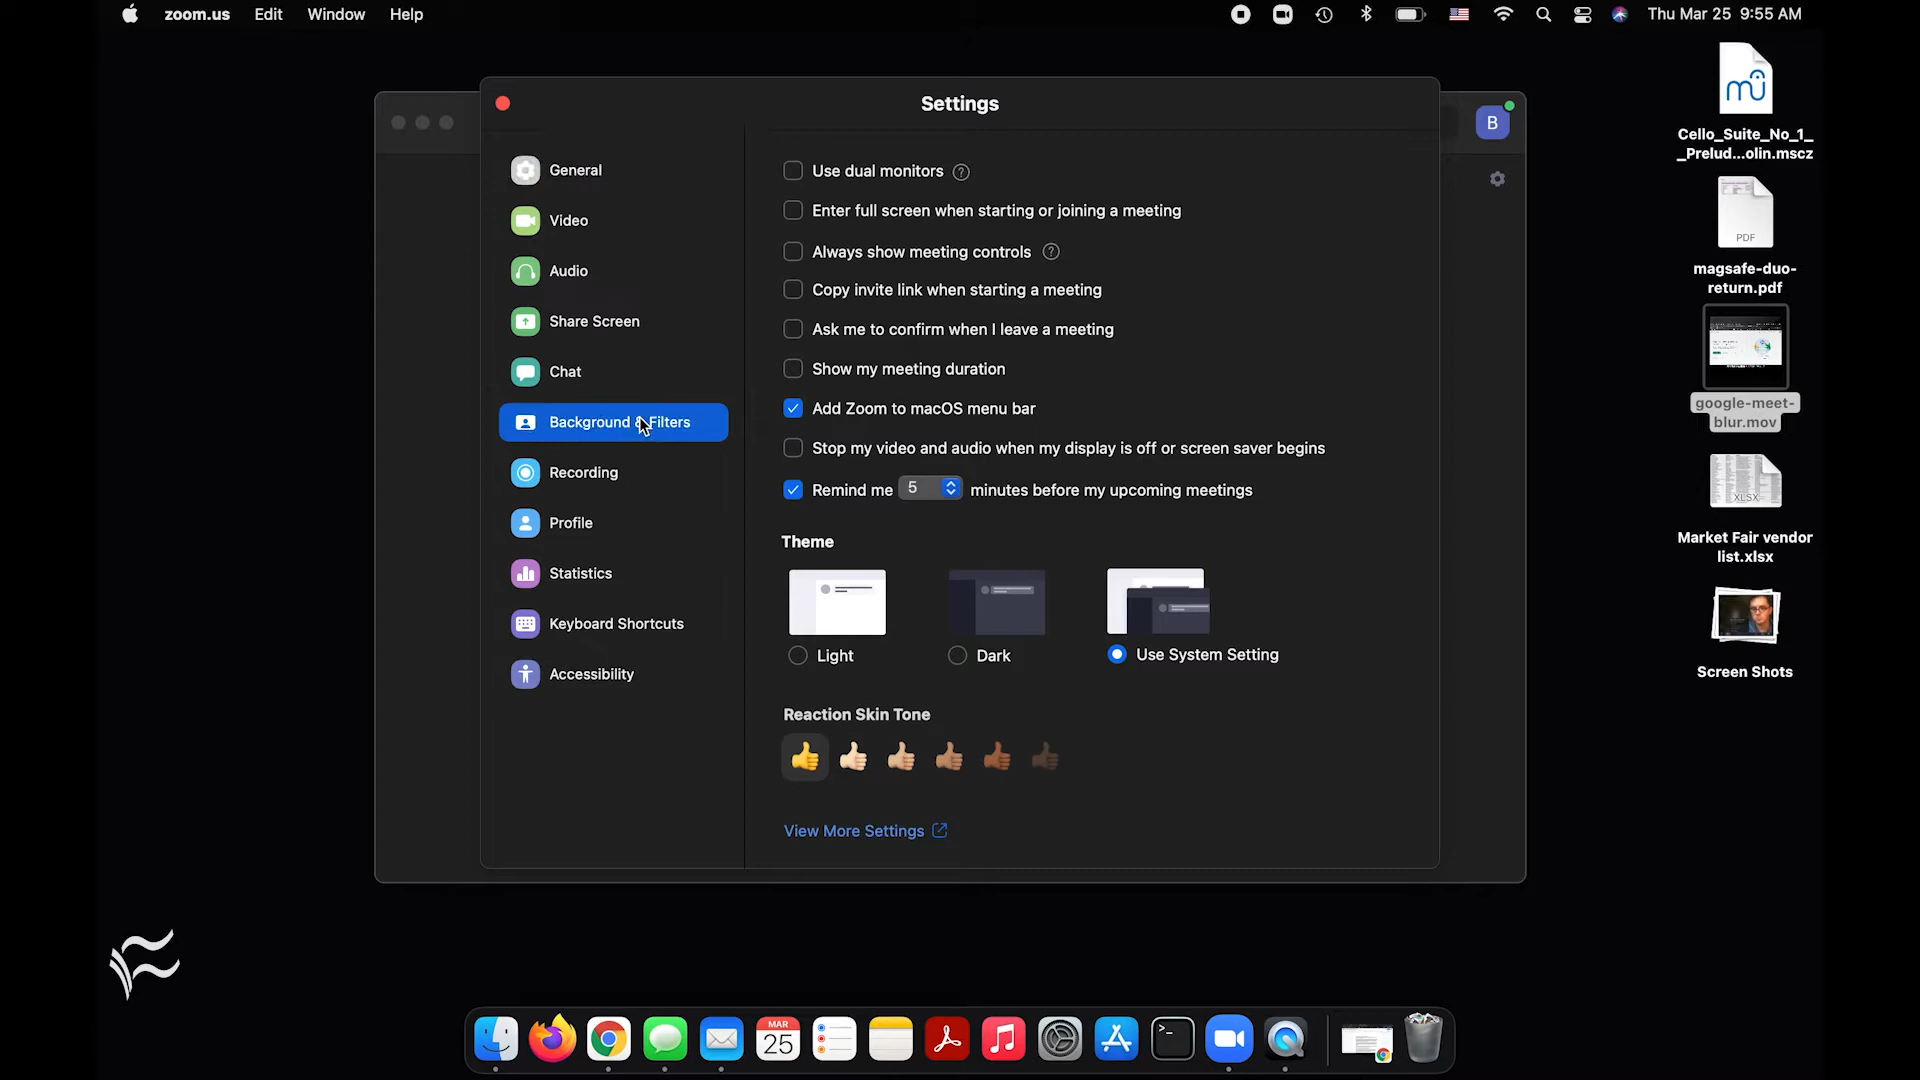 zoom.us Edit Window Help
Thu Mar 25 9:55 AM
Settings
B
General
Video
Audio
Share Screen
Chat
Background & Filters
Recording
Profile
Statistics
Keyboard Shortcuts
Accessibility
Use dual monitors ?
Enter full screen when starting or joining a meeting
Always show meeting controls ?
Copy invite link when starting a meeting
Ask me to confirm when I leave a meeting
Show my meeting duration
Add Zoom to macOS menu bar
Stop my video and audio when my display is off or screen saver begins
Remind me 5 minutes before my upcoming meetings
Theme
Light
Dark
Use System Setting
Reaction Skin Tone
View More Settings
Cello_Suite_No_1_
_Prelud...olin.mscz
PDF
magsafe-duo-
return.pdf
google-meet-
blur.mov
XLSX
Market Fair vendor
list.xlsx
Screen Shots
MAR
25